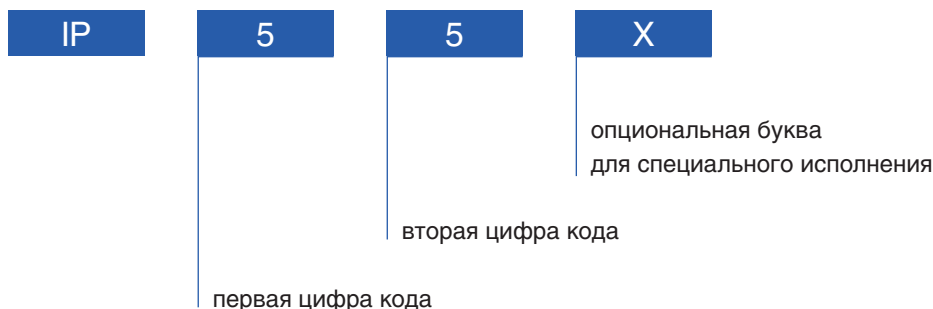 IP 5 5 X
опциональная буква
для специального исполнения
вторая цифра кода
первая цифра кода